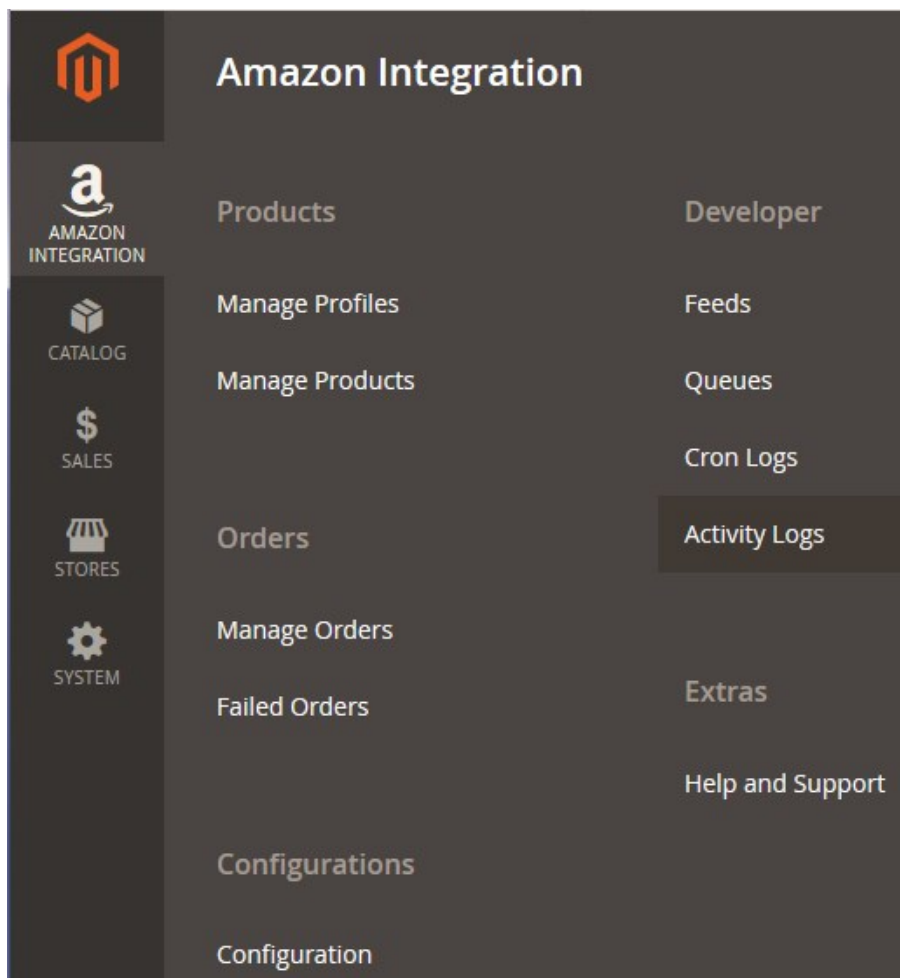 Amazon Integration
AMAZON
INTEGRATION
CATALOG
SALES
STORES
SYSTEM
Products
Manage Profiles
Manage Products
Orders
Manage Orders
Failed Orders
Configurations
Configuration
Developer
Feeds
Queues
Cron Logs
Activity Logs
Extras
Help and Support